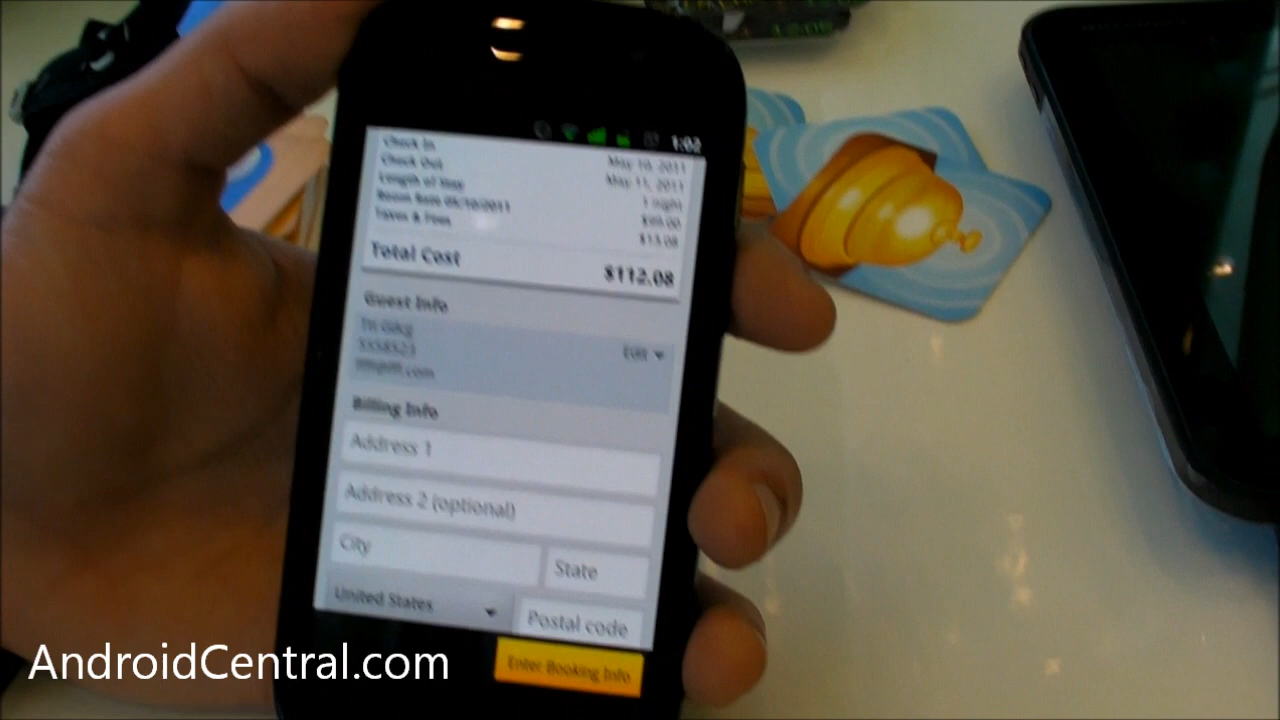 1:02
Check In May 10, 2011
Check Out May 11, 2011
Length of Stay 1 night
Room Rate 05/10/2011 $99.00
Taxes & Fees $13.08
Total Cost $112.08
Guest Info
Edit
Billing Info
Address 1
Address 2 (optional)
City State
United States Postal code
Enter Booking Info
AndroidCentral.com